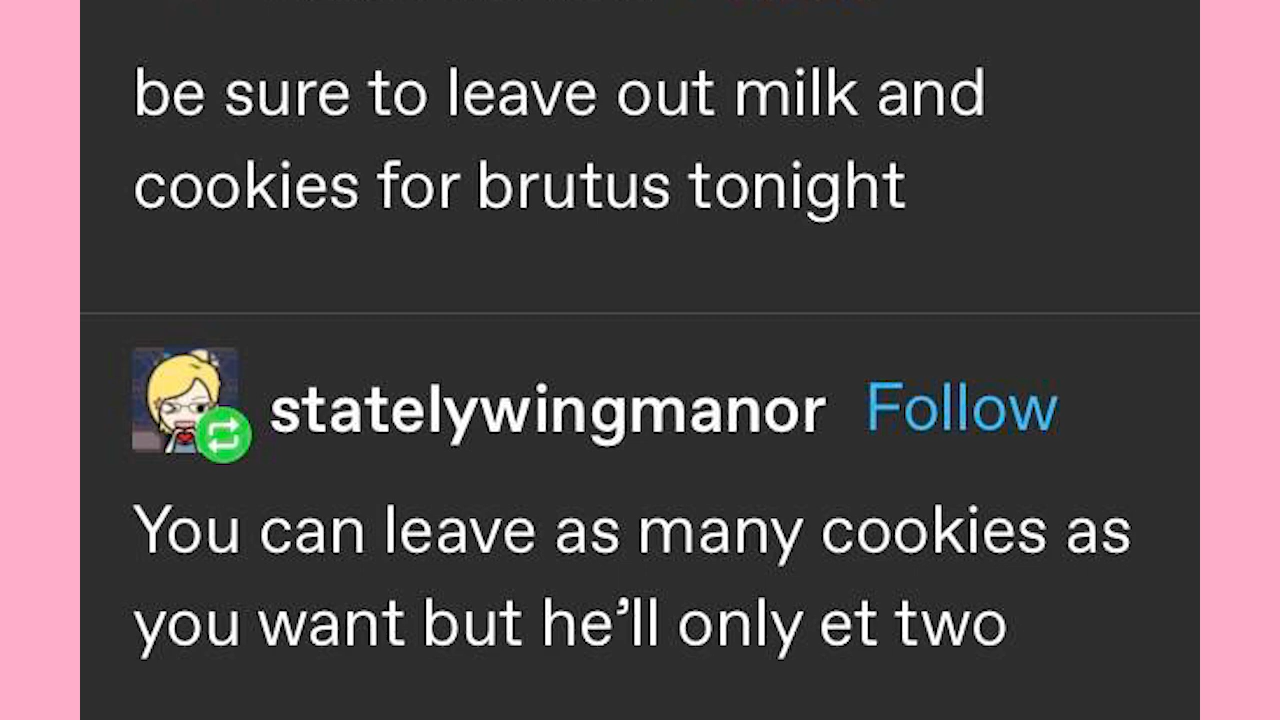 be sure to leave out milk and
cookies for brutus tonight
statelywingmanor Follow
You can leave as many cookies as
you want but he’ll only et two